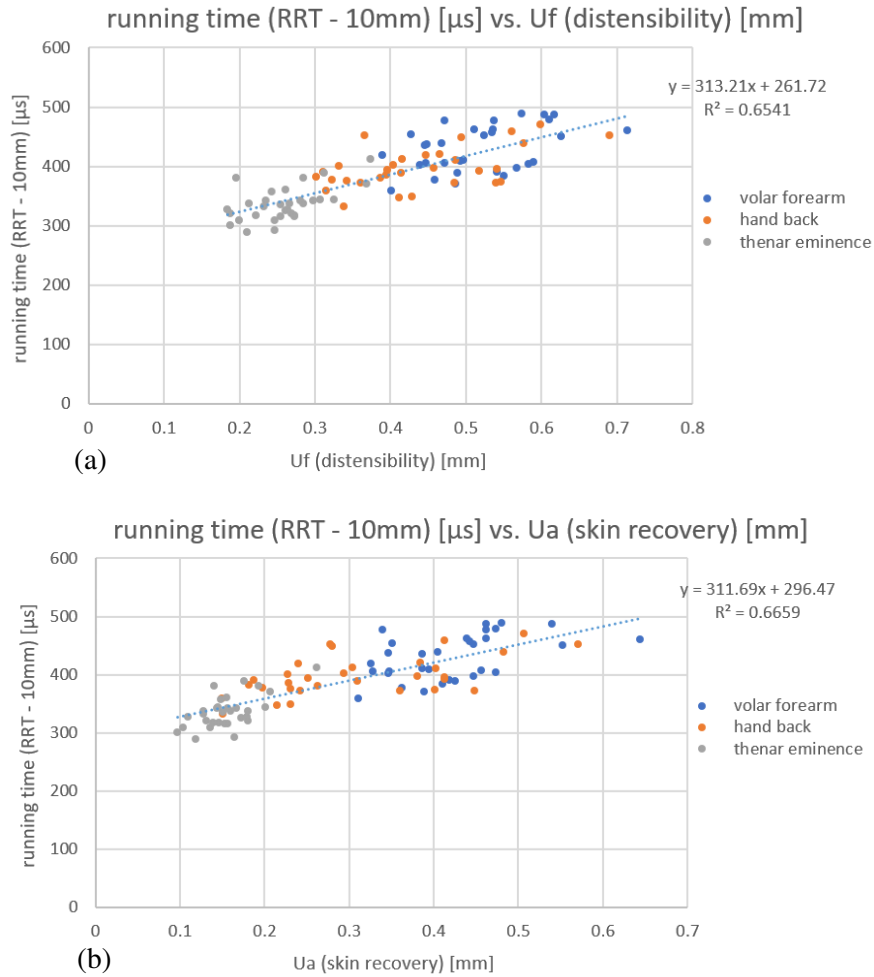 running time (RRT - 10mm) [µs] vs. Uf (distensibility) [mm]
600
500
400
300
200
100
0
running time (RRT - 10mm) [µs]
y = 313.21x + 261.72
R² = 0.6541
volar forearm
hand back
thenar eminence
0 0.2 0.2 0.3 0.4 0.5 0.6 0.7 0.8
Uf (distensibility) [mm]
(a)
running time (RRT - 10mm) [µs] vs. Ua (skin recovery) [mm]
600
500
400
300
200
100
0
running time (RRT - 10mm) [µs]
y = 311.69x + 296.47
R² = 0.6659
volar forearm
hand back
thenar eminence
0 0.1 0.2 0.3 0.4 0.5 0.6 0.7
Ua (skin recovery) [mm]
(b)